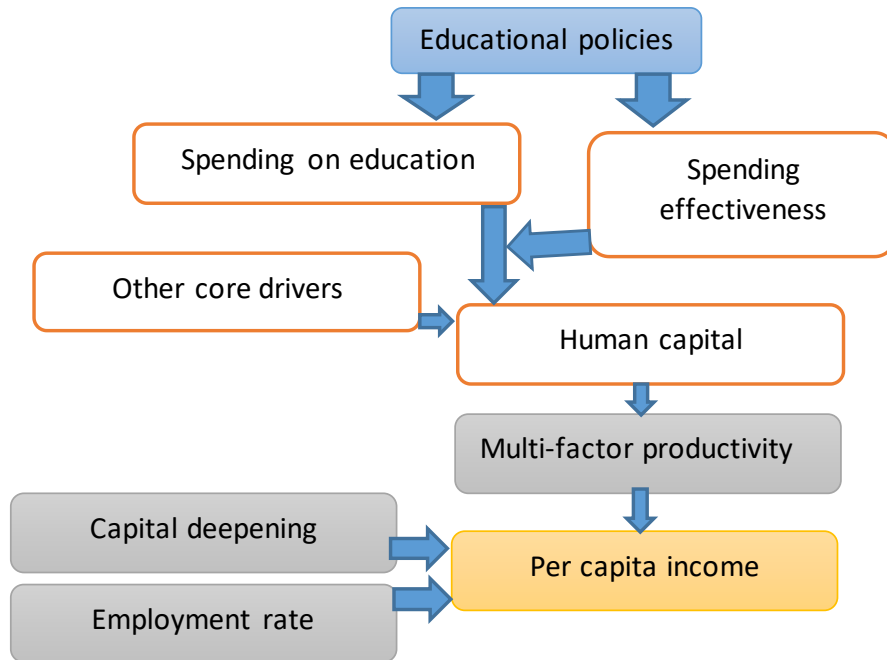 Educational policies
Spending on education
Spending
effectiveness
Other core drivers
Human capital
Multi-factor productivity
Capital deepening
Per capita income
Employment rate